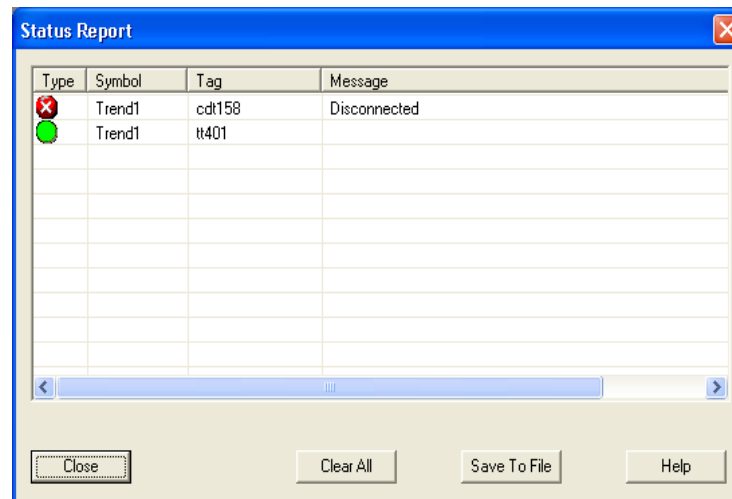 Status Report
Type Symbol Tag Message
Trend1 cdt158 Disconnected
Trend1 tt401
Close Clear All Save To File Help